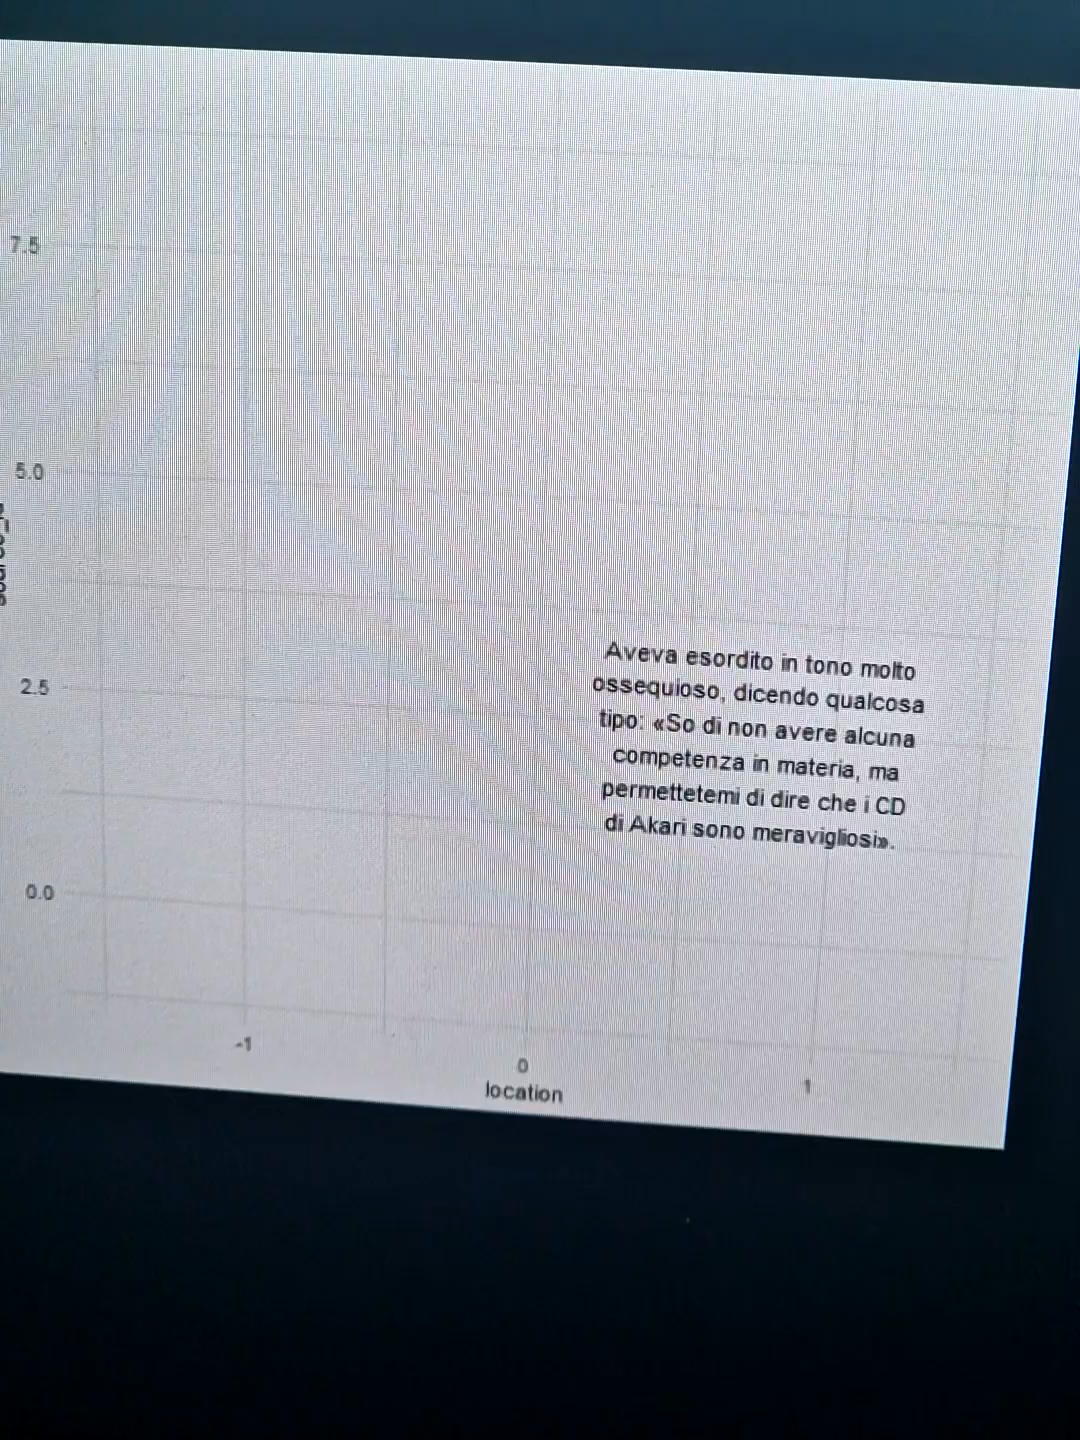 7.5
5.0
2.5
0.0
Aveva esordito in tono molto
ossequioso, dicendo qualcosa
tipo: «So di non avere alcuna
competenza in materia, ma
permettetemi di dire che i CD
di Akari sono meravigliosi».
-1
0
1
location